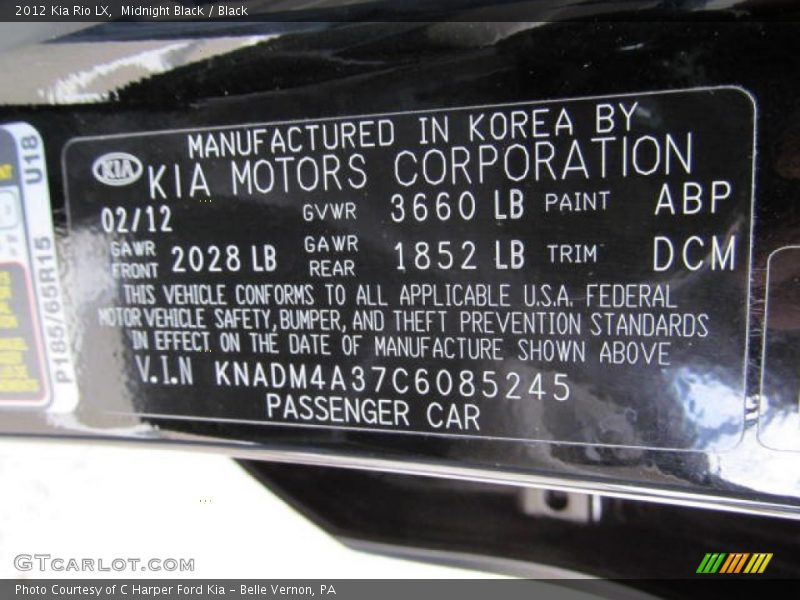 2012 Kia Rio LX, Midnight Black / Black
MANUFACTURED IN KOREA BY
KIA KIA MOTORS CORPORATION
02/12 GVWR 3660 LB PAINT ABP
GAWR FRONT 2028 LB GAWR REAR 1852 LB TRIM DCM
THIS VEHICLE CONFORMS TO ALL APPLICABLE U.S.A. FEDERAL
MOTOR VEHICLE SAFETY, BUMPER, AND THEFT PREVENTION STANDARDS
IN EFFECT ON THE DATE OF MANUFACTURE SHOWN ABOVE
V.I.N KNADM4A37C6085245
PASSENGER CAR
U18
P185/65R15
GTCARLOT.COM
Photo Courtesy of C Harper Ford Kia – Belle Vernon, PA